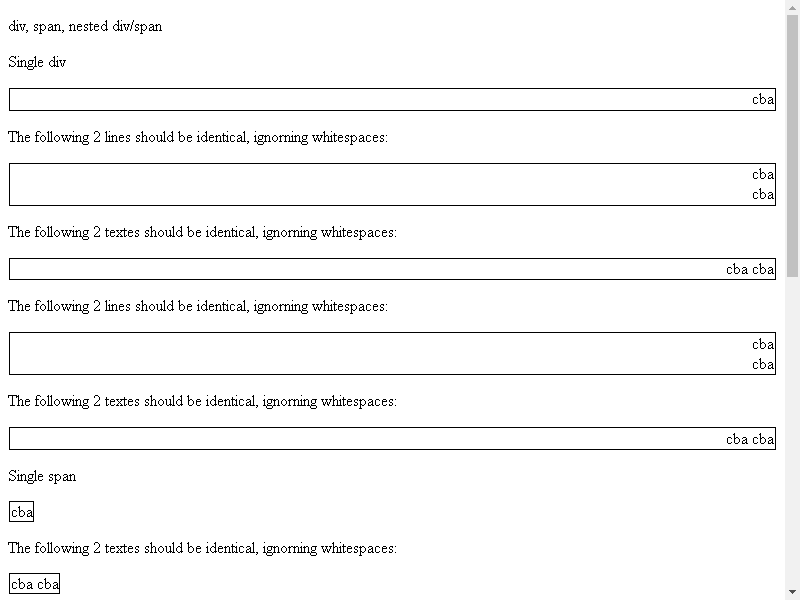 div, span, nested div/span
Single div
cba
The following 2 lines should be identical, ignorning whitespaces:
cba
cba
The following 2 textes should be identical, ignorning whitespaces:
cba cba
The following 2 lines should be identical, ignorning whitespaces:
cba
cba
The following 2 textes should be identical, ignorning whitespaces:
cba cba
Single span
cba
The following 2 textes should be identical, ignorning whitespaces:
cba cba